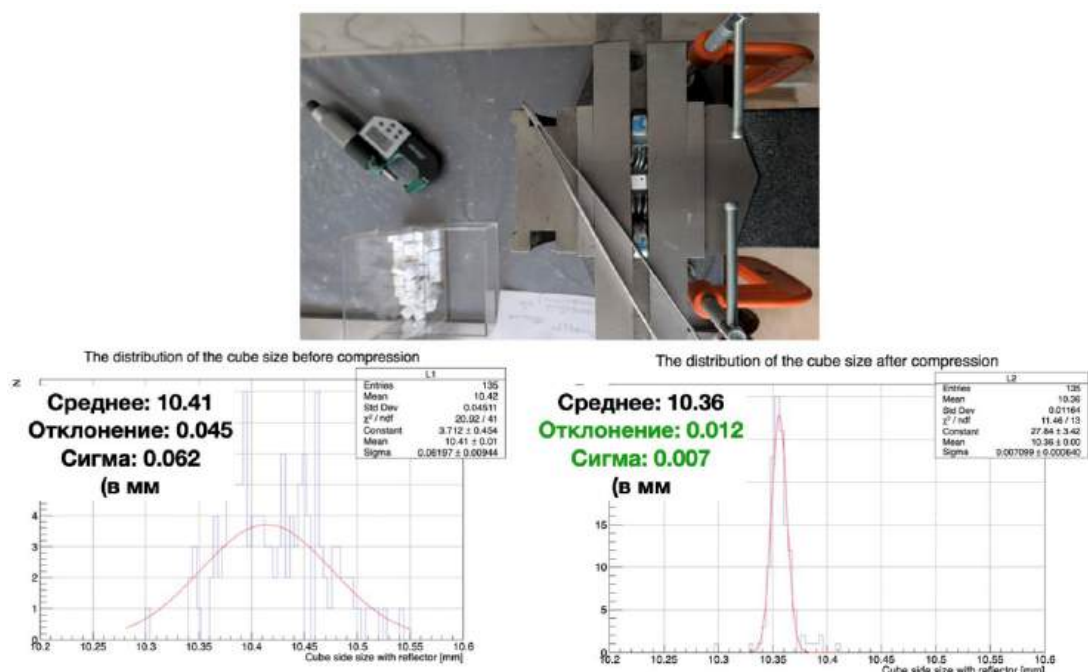 The distribution of the cube size before compression
N
L1
Entries 135
Mean 10.42
Std Dev 0.04511
χ² / ndf 20.92 / 41
Constant 3.712 ± 0.454
Mean 10.41 ± 0.01
Sigma 0.06197 ± 0.00944
Среднее: 10.41
Отклонение: 0.045
Сигма: 0.062
(в мм
4
3
2
1
0
10.2 10.25 10.3 10.35 10.4 10.45 10.5 10.55 10.6
Cube side size with reflector [mm]
The distribution of the cube size after compression
L2
Entries 135
Mean 10.36
Std Dev 0.01164
χ² / ndf 11.46 / 13
Constant 27.84 ± 3.42
Mean 10.36 ± 0.00
Sigma 0.007099 ± 0.000640
Среднее: 10.36
Отклонение: 0.012
Сигма: 0.007
(в мм
15
10
5
0
10.2 10.25 10.3 10.35 10.4 10.45 10.5 10.55 10.6
Cube side size with reflector [mm]